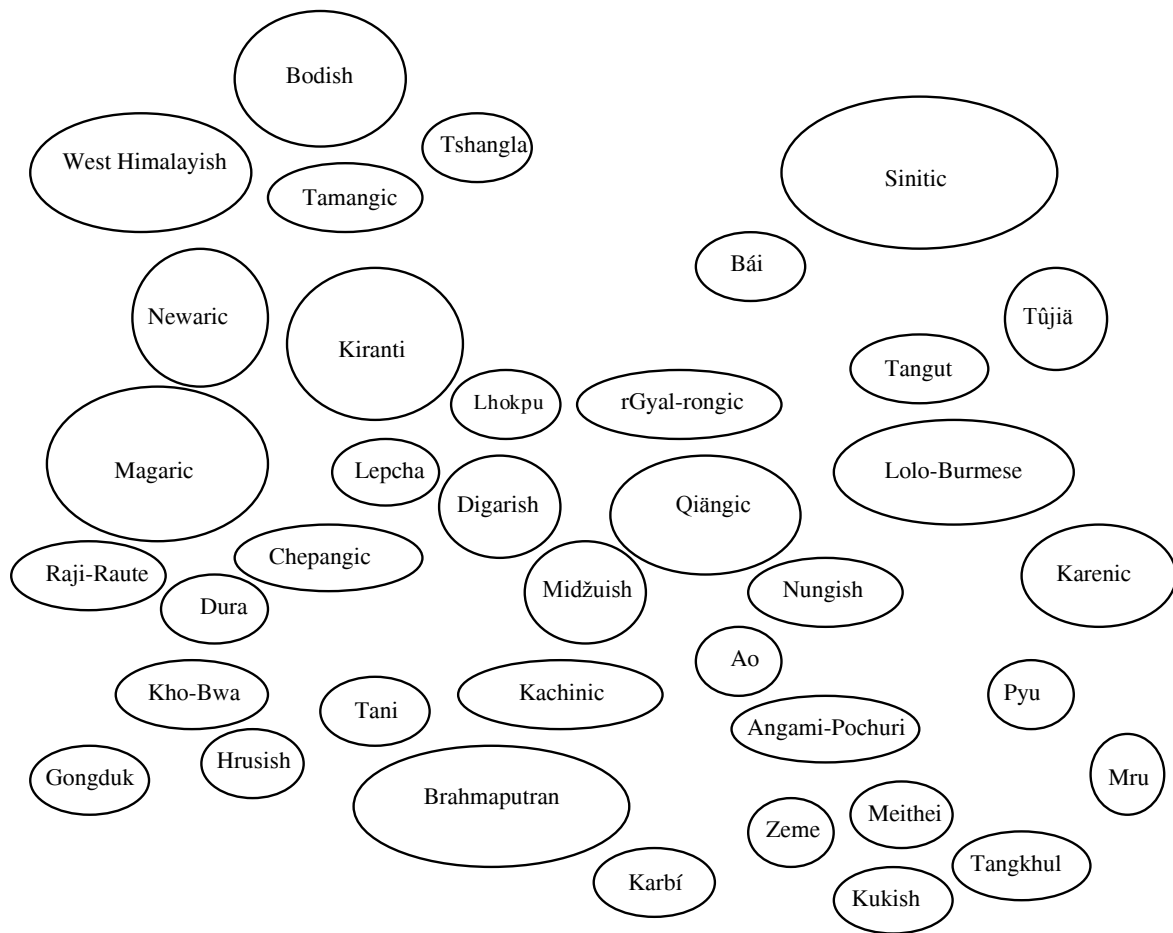 Bodish
Tshangla
West Himalayish
Sinitic
Tamangic
Bái
Newaric
Tûjiä
Kiranti
Tangut
Lhokpu
rGyal-rongic
Magaric
Lepcha
Lolo-Burmese
Digarish
Qiängic
Chepangic
Raji-Raute
Karenic
Midžuish
Nungish
Dura
Ao
Kho-Bwa
Kachinic
Pyu
Tani
Angami-Pochuri
Hrusish
Gongduk
Mru
Brahmaputran
Meithei
Zeme
Tangkhul
Karbí
Kukish